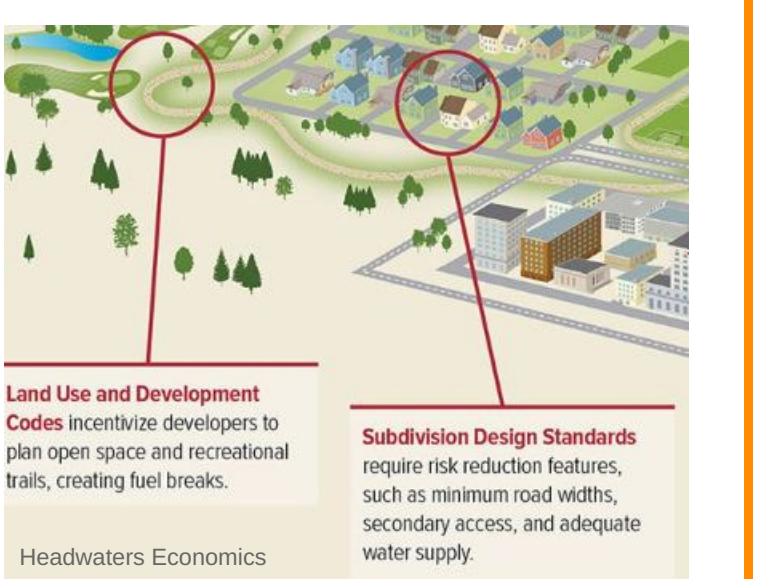 Land Use and Development
Codes incentivize developers to
plan open space and recreational
trails, creating fuel breaks.
Subdivision Design Standards
require risk reduction features,
such as minimum road widths,
secondary access, and adequate
water supply.
Headwaters Economics